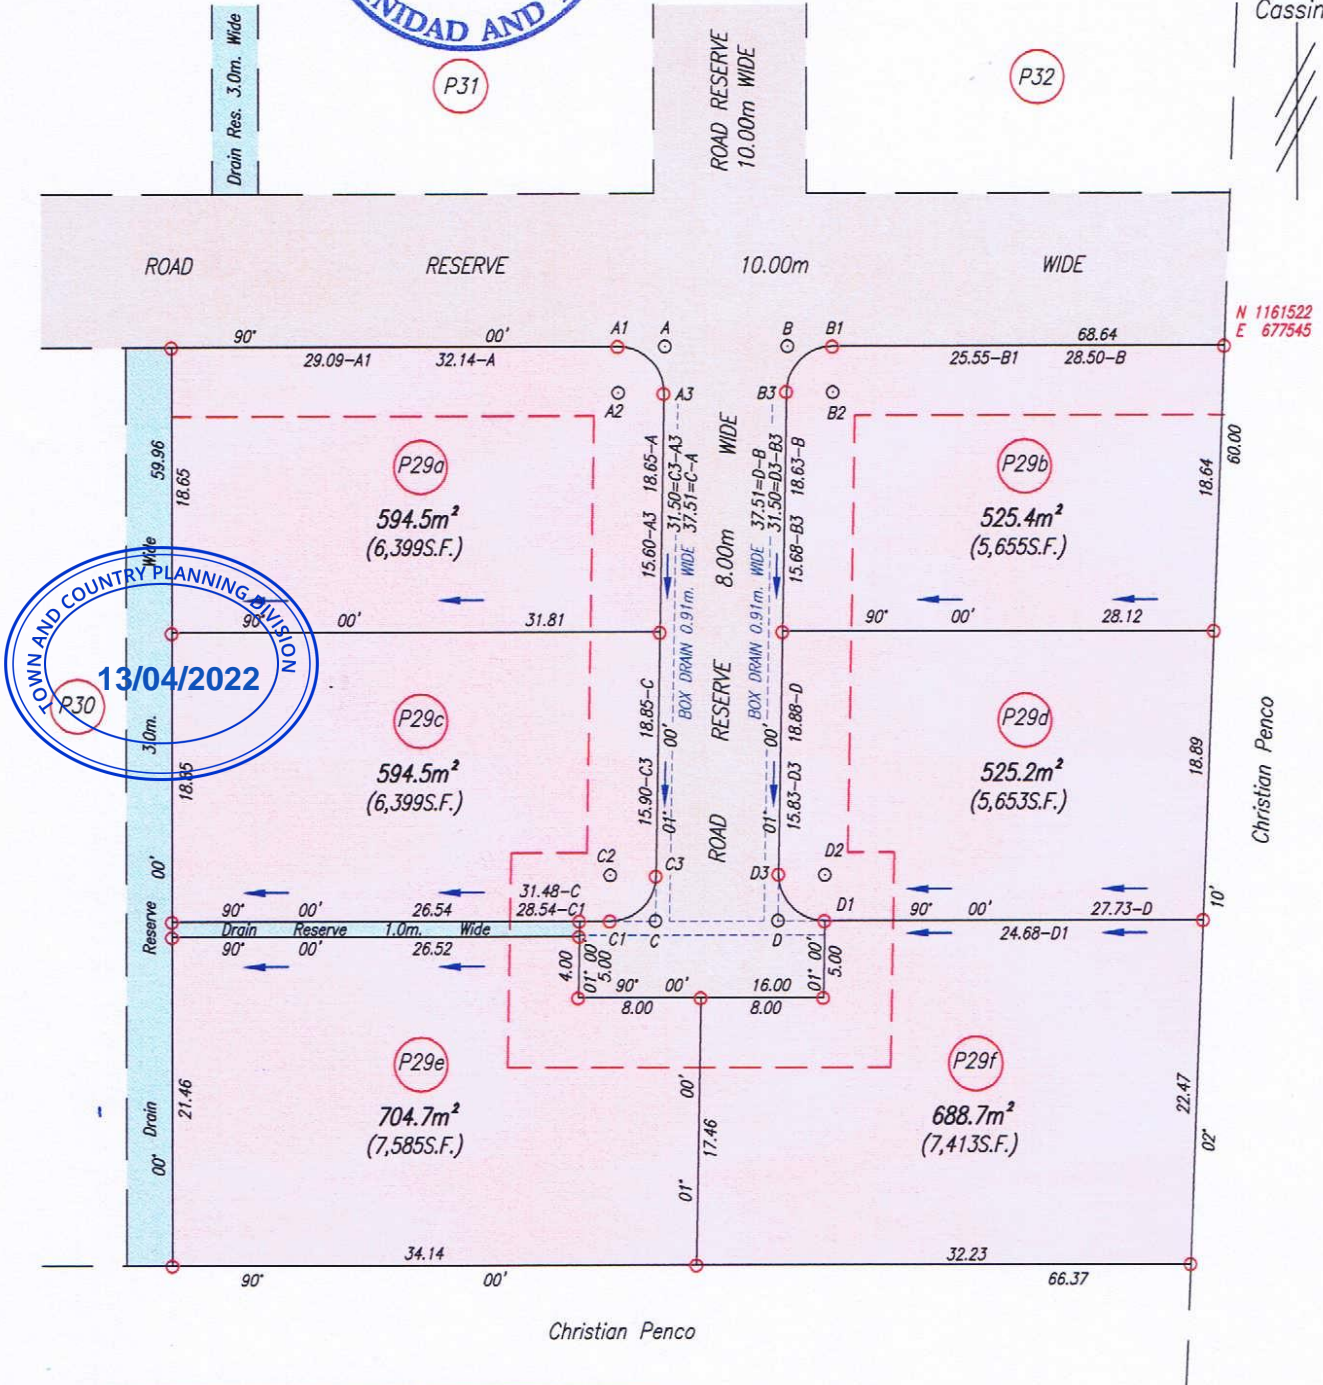 NIDAD AND
Cassin
Drain Res. 3.0m. Wide
P31
ROAD RESERVE
10.00m WIDE
P32
ROAD RESERVE 10.00m WIDE
N 1161522
E 677545
90° 00'
29.09-A1 32.14-A
A1 A
B B1
68.64
25.55-B1 28.50-B
A2
A3
B3
B2
59.96
18.65
P29a
594.5m²
(6,399S.F.)
15.60-A3 18.65-A
31.50=C3-A3
37.51=C-A
BOX DRAIN 0.91m. WIDE
01° 00'
ROAD RESERVE 8.00m WIDE
BOX DRAIN 0.91m. WIDE
01° 00'
37.51=D-B
31.50=D3-B3
15.68-B3 18.63-B
P29b
525.4m²
(5,655S.F.)
18.64
60.00
TOWN AND COUNTRY PLANNING DIVISION
13/04/2022
P30
90° 00' 31.81
90° 00' 28.12
18.85
P29c
594.5m²
(6,399S.F.)
15.90-C3 18.85-C
15.83-D3 18.88-D
P29d
525.2m²
(5,653S.F.)
18.89
Christian Penco
C2
C3
D3
D2
31.48-C
90° 00' 26.54 28.54-C1
Drain Reserve 1.0m. Wide
90° 00' 26.52
C1 C
D D1
90° 00' 27.73-D
24.68-D1
4.00
01° 00'
5.00
90° 00' 16.00
8.00 8.00
01° 00'
5.00
00° Drain Reserve 00' 3.0m. Wide
21.46
P29e
704.7m²
(7,585S.F.)
01° 00'
17.46
P29f
688.7m²
(7,413S.F.)
22.47
02° 10'
34.14
90° 00'
32.23
66.37
Christian Penco